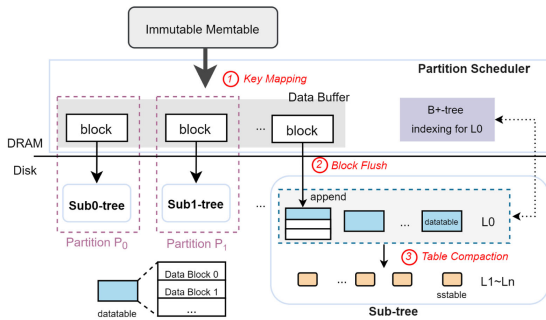 Immutable Memtable
① Key Mapping
Partition Scheduler
Data Buffer
block
block
...
block
B+-tree
indexing for L0
DRAM
Disk
② Block Flush
Sub0-tree
Sub1-tree
...
append
...
datatable
L0
Partition P0
Partition P1
③ Table Compaction
...
sstable
L1~Ln
Sub-tree
datatable
Data Block 0
Data Block 1
...